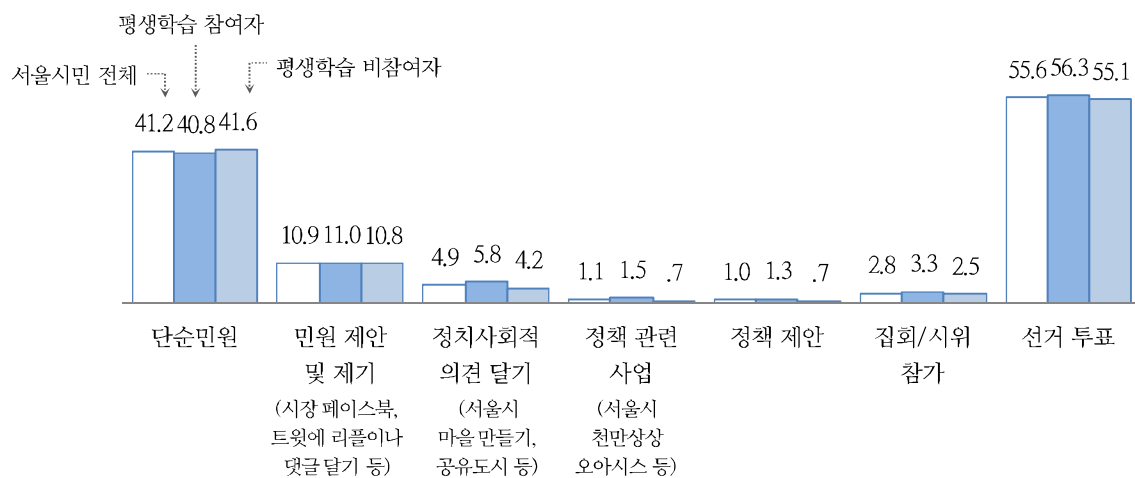 평생학습 참여자
서울시민 전체
평생학습 비참여자
41.2 40.8 41.6
10.9 11.0 10.8
4.9 5.8 4.2
1.1 1.5 .7
1.0 1.3 .7
2.8 3.3 2.5
55.6 56.3 55.1
단순민원
민원 제안
및 제기
(시장 페이스북,
트윗에 리플이나
댓글 달기 등)
정치사회적
의견 달기
(서울시
마을 만들기,
공유도시 등)
정책 관련
사업
(서울시
천만상상
오아시스 등)
정책 제안
집회/시위
참가
선거 투표